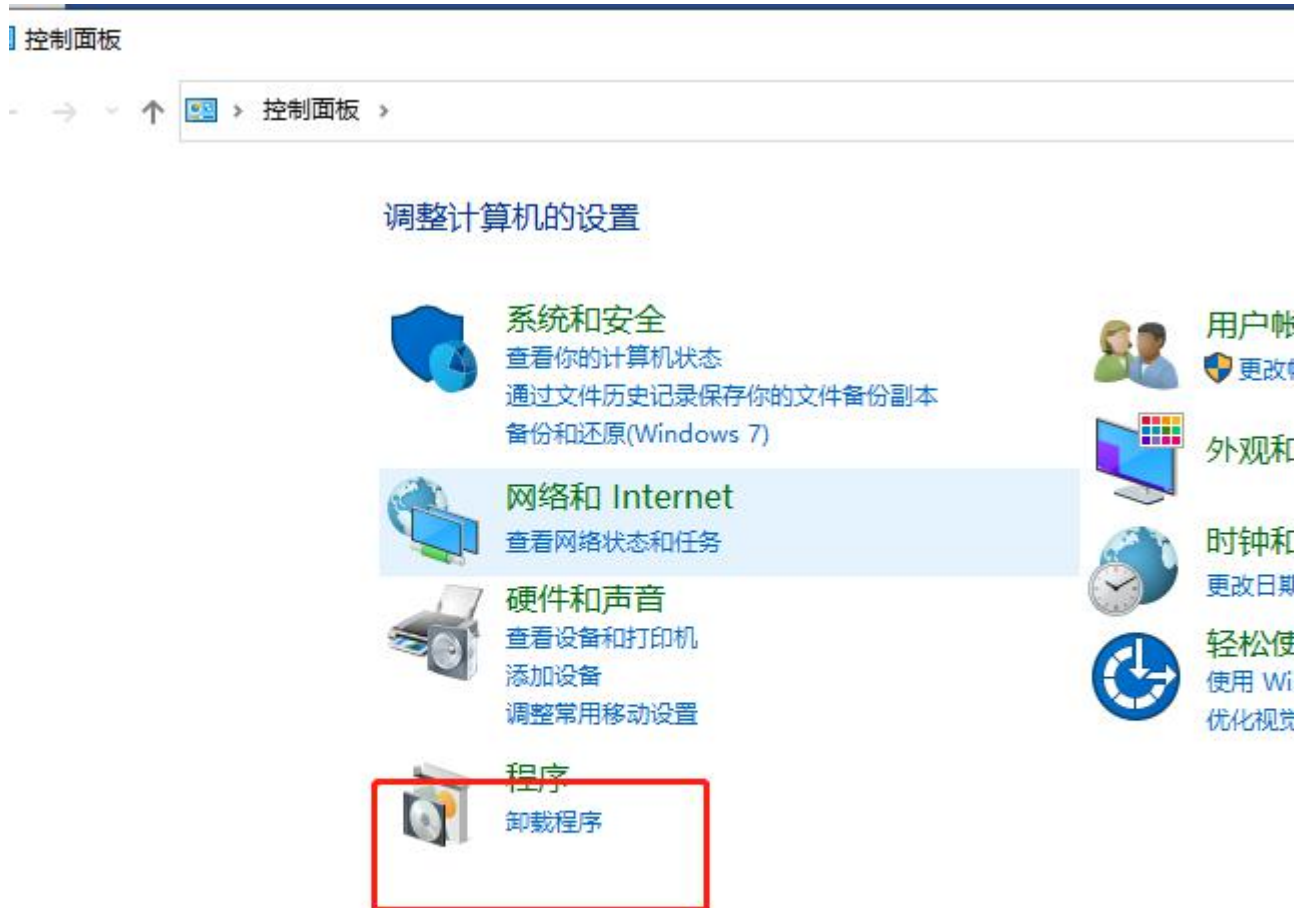 控制面板
控制面板
调整计算机的设置
系统和安全
查看你的计算机状态
通过文件历史记录保存你的文件备份副本
备份和还原(Windows 7)
网络和 Internet
查看网络状态和任务
硬件和声音
查看设备和打印机
添加设备
调整常用移动设置
程序
卸载程序
用户帐
更改
外观和
时钟和
更改日期
轻松使
使用 Wi
优化视觉